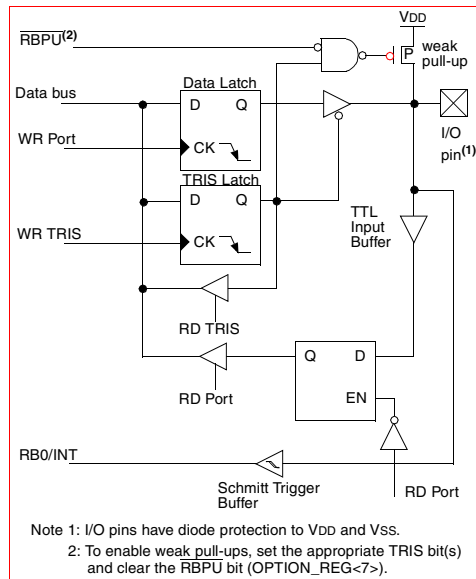 VDD
RBPU(2)
weak
pull-up
P
Data Latch
Data bus
D Q
I/O
pin(1)
WR Port
CK
TRIS Latch
D Q
TTL
Input
Buffer
WR TRIS
CK
RD TRIS
Q D
RD Port
EN
RB0/INT
Schmitt Trigger
Buffer
RD Port
Note 1: I/O pins have diode protection to VDD and VSS.
2: To enable weak pull-ups, set the appropriate TRIS bit(s)
and clear the RBPU bit (OPTION_REG<7>).